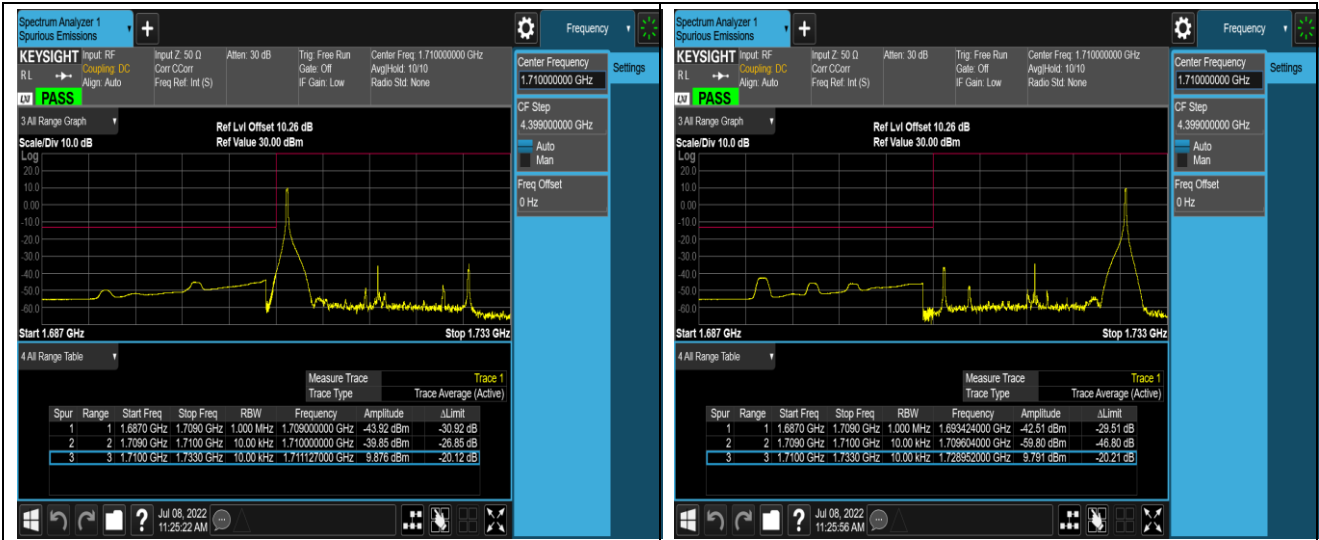 Spectrum Analyzer 1
Spurious Emissions
+
Frequency
KEYSIGHT
RL
LXI
PASS
Input: RF
Coupling: DC
Align: Auto
Input Z: 50 Ω
Corr CCorr
Freq Ref: Int (S)
Atten: 30 dB
Trig: Free Run
Gate: Off
IF Gain: Low
Center Freq: 1.710000000 GHz
Avg|Hold: 10/10
Radio Std: None
Center Frequency
1.710000000 GHz
Settings
CF Step
4.399000000 GHz
Auto
Man
Freq Offset
0 Hz
3 All Range Graph
Scale/Div 10.0 dB
Ref Lvl Offset 10.26 dB
Ref Value 30.00 dBm
Log
20.0
10.0
0.00
-10.0
-20.0
-30.0
-40.0
-50.0
-60.0
Start 1.687 GHz
Stop 1.733 GHz
4 All Range Table
Measure Trace Trace 1
Trace Type Trace Average (Active)
Spur Range Start Freq Stop Freq RBW Frequency Amplitude ΔLimit
1 1 1.6870 GHz 1.7090 GHz 1.000 MHz 1.709000000 GHz -43.92 dBm -30.92 dB
2 2 1.7090 GHz 1.7100 GHz 10.00 kHz 1.710000000 GHz -39.85 dBm -26.85 dB
3 3 1.7100 GHz 1.7330 GHz 10.00 kHz 1.711127000 GHz 9.876 dBm -20.12 dB
?
Jul 08, 2022
11:25:22 AM
Spectrum Analyzer 1
Spurious Emissions
+
Frequency
KEYSIGHT
RL
LXI
PASS
Input: RF
Coupling: DC
Align: Auto
Input Z: 50 Ω
Corr CCorr
Freq Ref: Int (S)
Atten: 30 dB
Trig: Free Run
Gate: Off
IF Gain: Low
Center Freq: 1.710000000 GHz
Avg|Hold: 10/10
Radio Std: None
Center Frequency
1.710000000 GHz
Settings
CF Step
4.399000000 GHz
Auto
Man
Freq Offset
0 Hz
3 All Range Graph
Scale/Div 10.0 dB
Ref Lvl Offset 10.26 dB
Ref Value 30.00 dBm
Log
20.0
10.0
0.00
-10.0
-20.0
-30.0
-40.0
-50.0
-60.0
Start 1.687 GHz
Stop 1.733 GHz
4 All Range Table
Measure Trace Trace 1
Trace Type Trace Average (Active)
Spur Range Start Freq Stop Freq RBW Frequency Amplitude ΔLimit
1 1 1.6870 GHz 1.7090 GHz 1.000 MHz 1.693424000 GHz -42.51 dBm -29.51 dB
2 2 1.7090 GHz 1.7100 GHz 10.00 kHz 1.709604000 GHz -59.80 dBm -46.80 dB
3 3 1.7100 GHz 1.7330 GHz 10.00 kHz 1.728952000 GHz 9.791 dBm -20.21 dB
?
Jul 08, 2022
11:25:56 AM